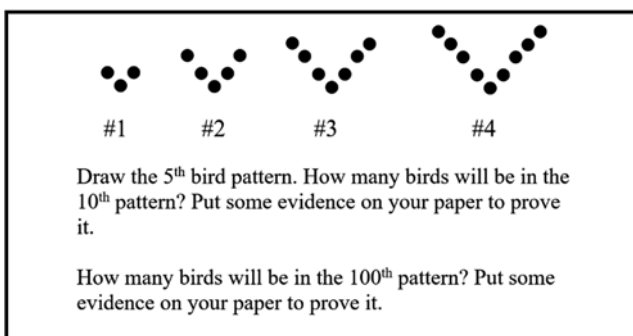 #1 #2 #3 #4
Draw the 5th bird pattern. How many birds will be in the
10th pattern? Put some evidence on your paper to prove
it.
How many birds will be in the 100th pattern? Put some
evidence on your paper to prove it.